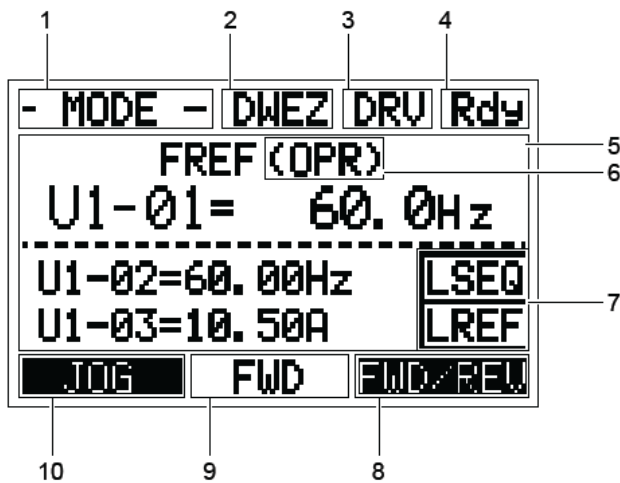 1 2 3 4
- MODE - DWEZ DRV Rdy
5
FREF (OPR)
6
U1-01= 60.0Hz
U1-02=60.00Hz LSEQ
7
U1-03=10.50A LREF
JOG FWD FWD/REV
10 9 8